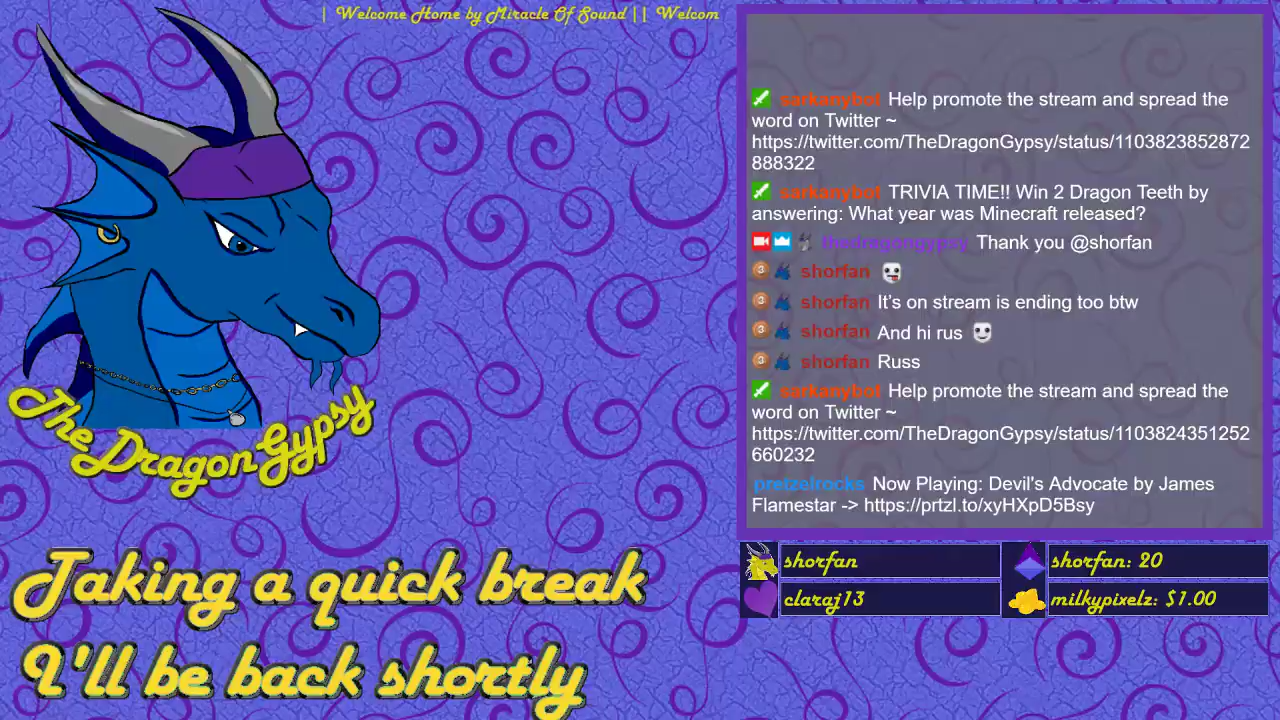 | Welcome Home by Miracle Of Sound || Welcom
sarkanybot Help promote the stream and spread the
word on Twitter ~
https://twitter.com/TheDragonGypsy/status/1103823852872
888322
sarkanybot TRIVIA TIME!! Win 2 Dragon Teeth by
answering: What year was Minecraft released?
thedragongypsy Thank you @shorfan
3 shorfan
3 shorfan It's on stream is ending too btw
3 shorfan And hi rus
3 shorfan Russ
sarkanybot Help promote the stream and spread the
word on Twitter ~
https://twitter.com/TheDragonGypsy/status/1103824351252
660232
pretzelrocks Now Playing: Devil's Advocate by James
Flamestar -> https://prtzl.to/xyHXpD5Bsy
TheDragonGypsy
shorfan
shorfan: 20
claraj13
milkypixelz: $1.00
Taking a quick break
I'll be back shortly